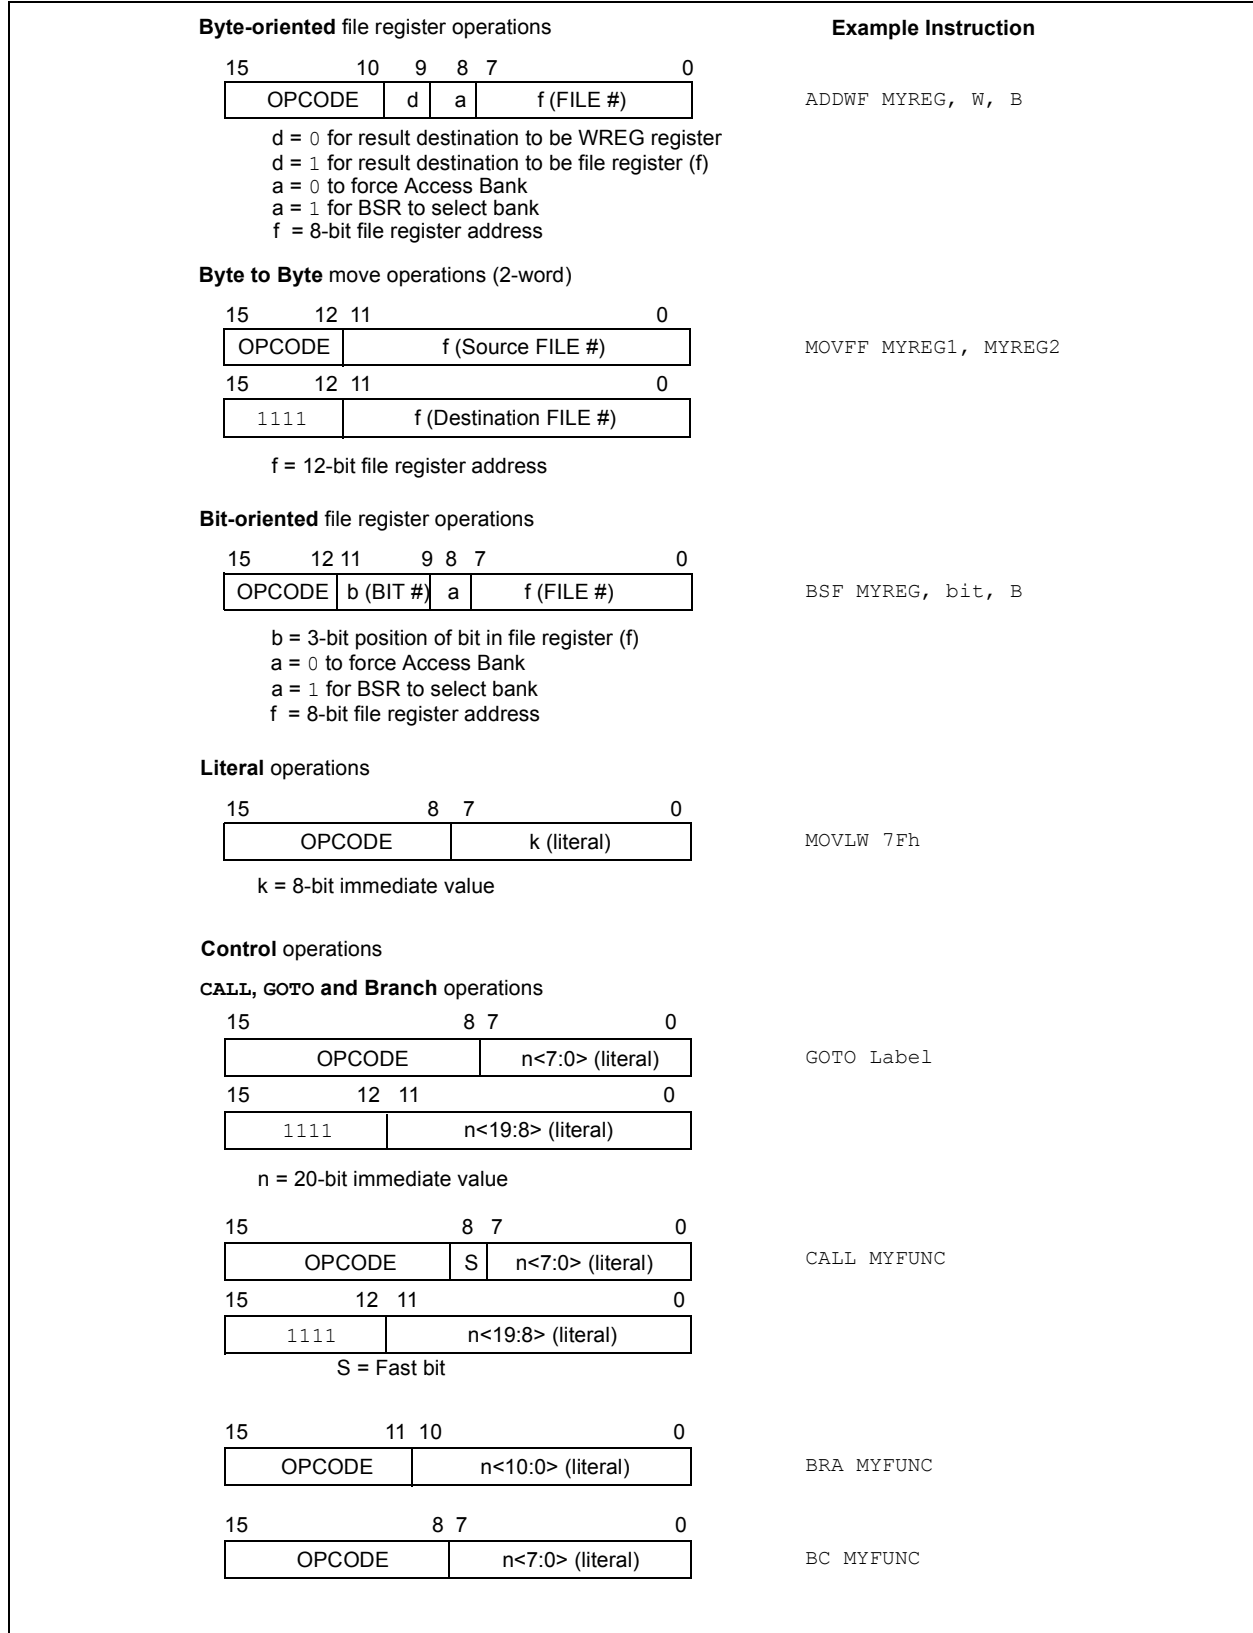 Byte-oriented file register operations Example Instruction
15 10 9 8 7 0
OPCODE d a f (FILE #) ADDWF MYREG, W, B
d = 0 for result destination to be WREG register
d = 1 for result destination to be file register (f)
a = 0 to force Access Bank
a = 1 for BSR to select bank
f = 8-bit file register address
Byte to Byte move operations (2-word)
15 12 11 0
OPCODE f (Source FILE #) MOVFF MYREG1, MYREG2
15 12 11 0
1111 f (Destination FILE #)
f = 12-bit file register address
Bit-oriented file register operations
15 12 11 9 8 7 0
OPCODE b (BIT #) a f (FILE #) BSF MYREG, bit, B
b = 3-bit position of bit in file register (f)
a = 0 to force Access Bank
a = 1 for BSR to select bank
f = 8-bit file register address
Literal operations
15 8 7 0
OPCODE k (literal) MOVLW 7Fh
k = 8-bit immediate value
Control operations
CALL, GOTO and Branch operations
15 8 7 0
OPCODE n<7:0> (literal) GOTO Label
15 12 11 0
1111 n<19:8> (literal)
n = 20-bit immediate value
15 8 7 0
OPCODE S n<7:0> (literal) CALL MYFUNC
15 12 11 0
1111 n<19:8> (literal)
S = Fast bit
15 11 10 0
OPCODE n<10:0> (literal) BRA MYFUNC
15 8 7 0
OPCODE n<7:0> (literal) BC MYFUNC